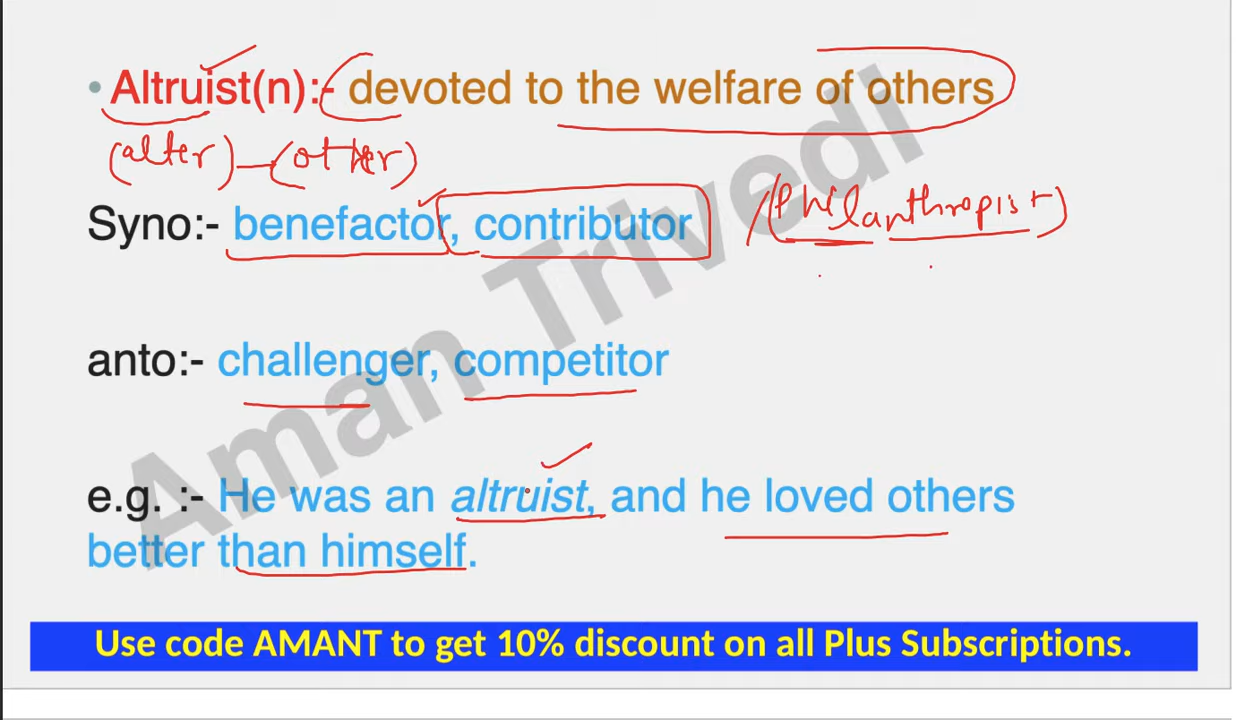 • Altruist(n):- devoted to the welfare of others
(alter)—(other)
Syno:- benefactor, contributor /(Philanthropist)
anto:- challenger, competitor
e.g. :- He was an altruist, and he loved others
better than himself.
Aman Trivedi
Use code AMANT to get 10% discount on all Plus Subscriptions.